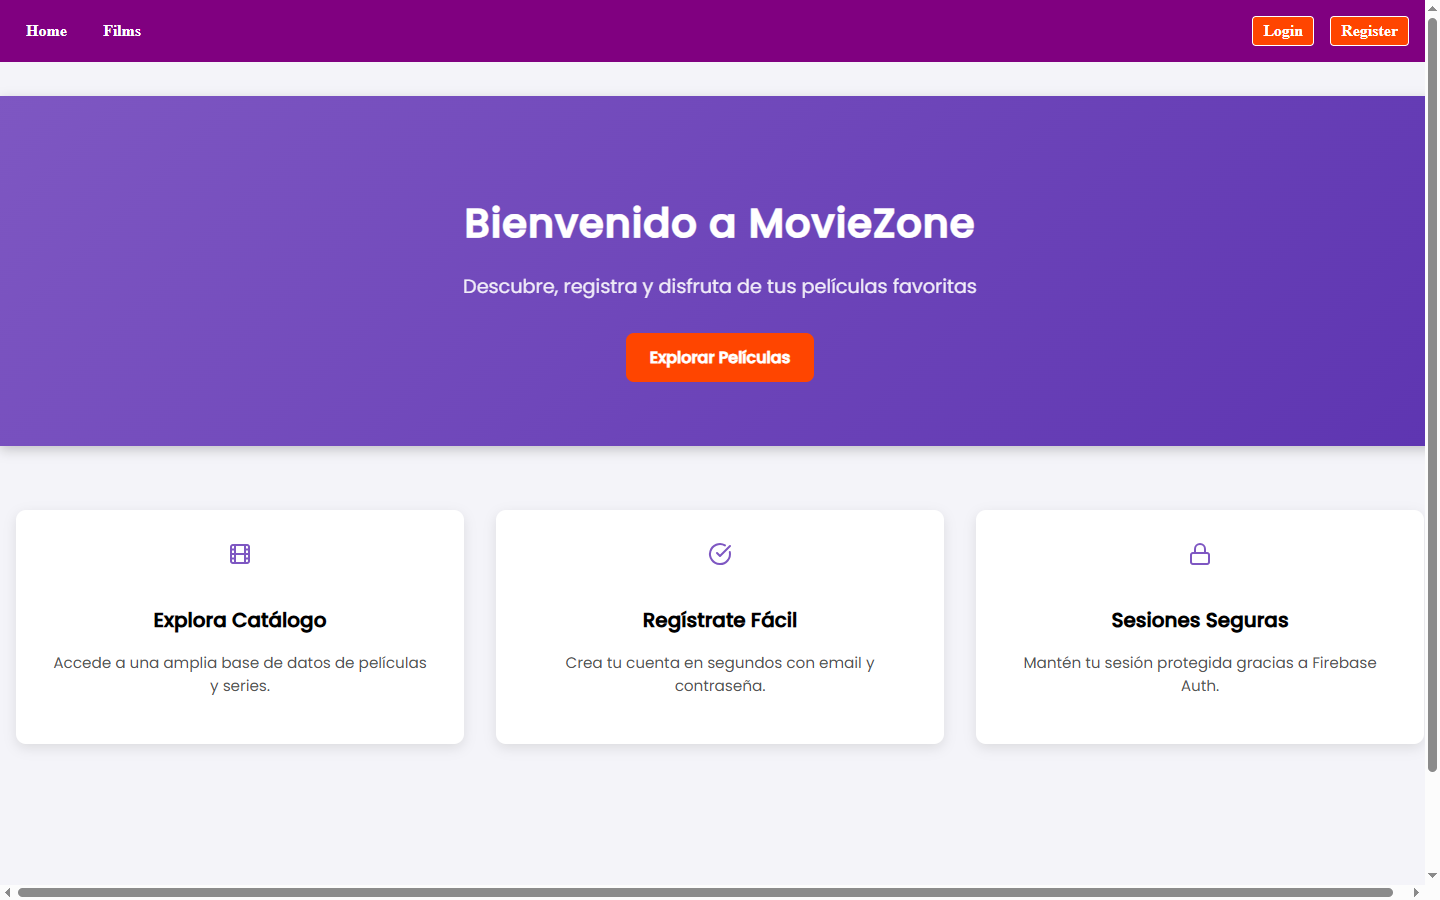 Home Films Login Register
Bienvenido a MovieZone
Descubre, registra y disfruta de tus películas favoritas
Explorar Películas
Explora Catálogo
Accede a una amplia base de datos de películas
y series.
Regístrate Fácil
Crea tu cuenta en segundos con email y
contraseña.
Sesiones Seguras
Mantén tu sesión protegida gracias a Firebase
Auth.